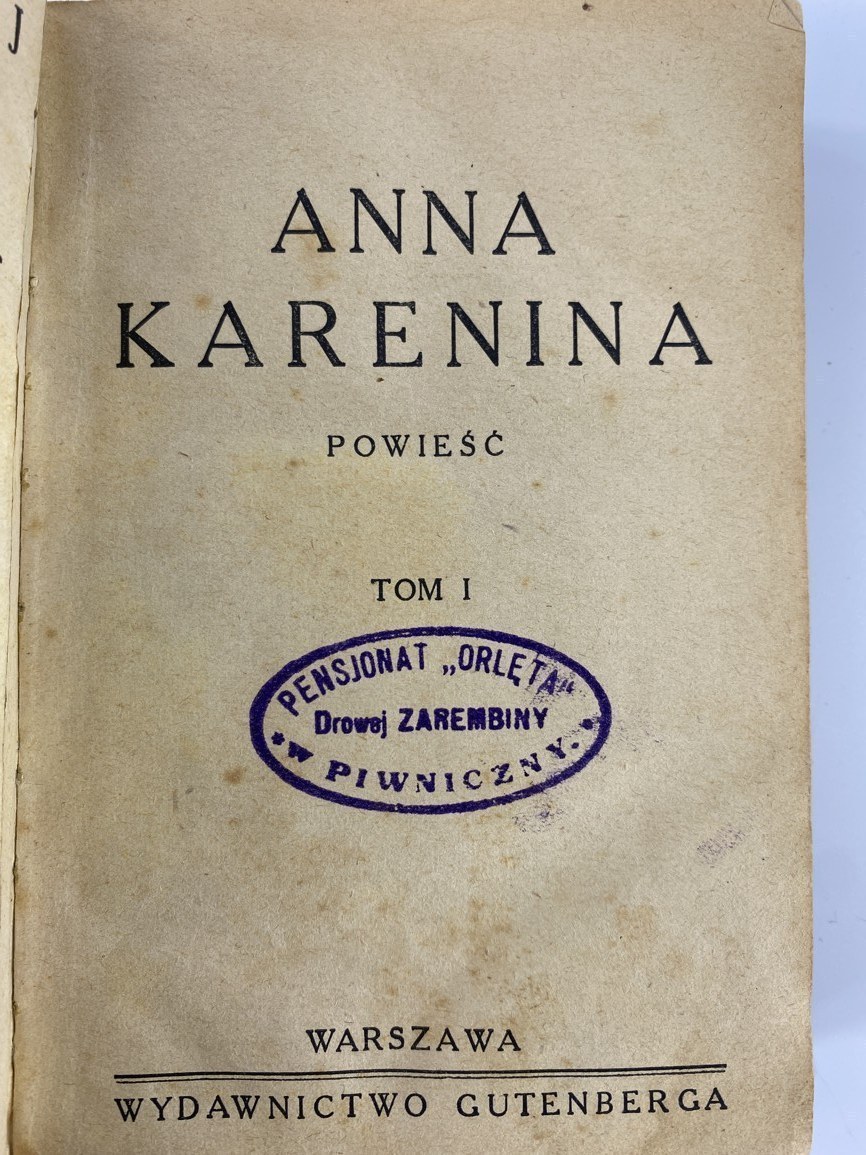 ANNA
KARENINA
POWIEŚĆ
TOM I
PENSJONAT „ORLĘTA“
Drowej ZAREMBINY
* W PIWNICZNY. *
WARSZAWA
WYDAWNICTWO GUTENBERGA